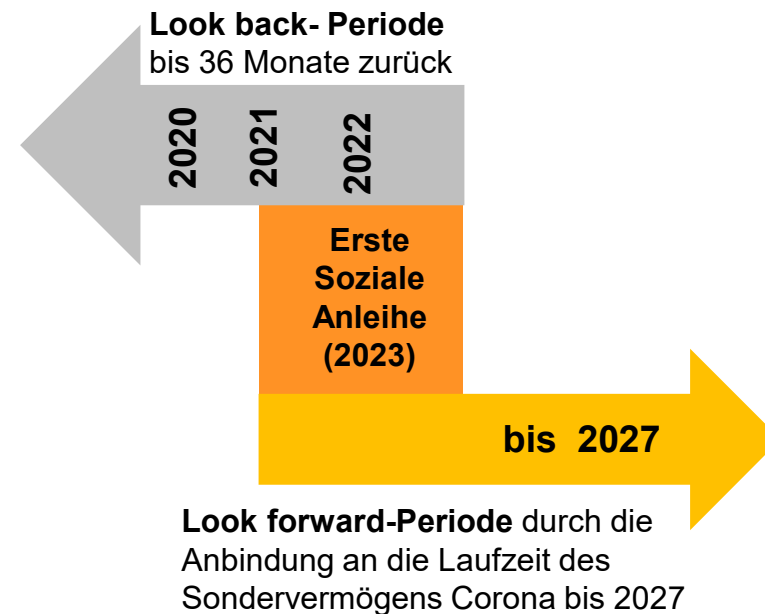 Look back- Periode
bis 36 Monate zurück
2020
2021
2022
Erste
Soziale
Anleihe
(2023)
bis 2027
Look forward-Periode durch die
Anbindung an die Laufzeit des
Sondervermögens Corona bis 2027